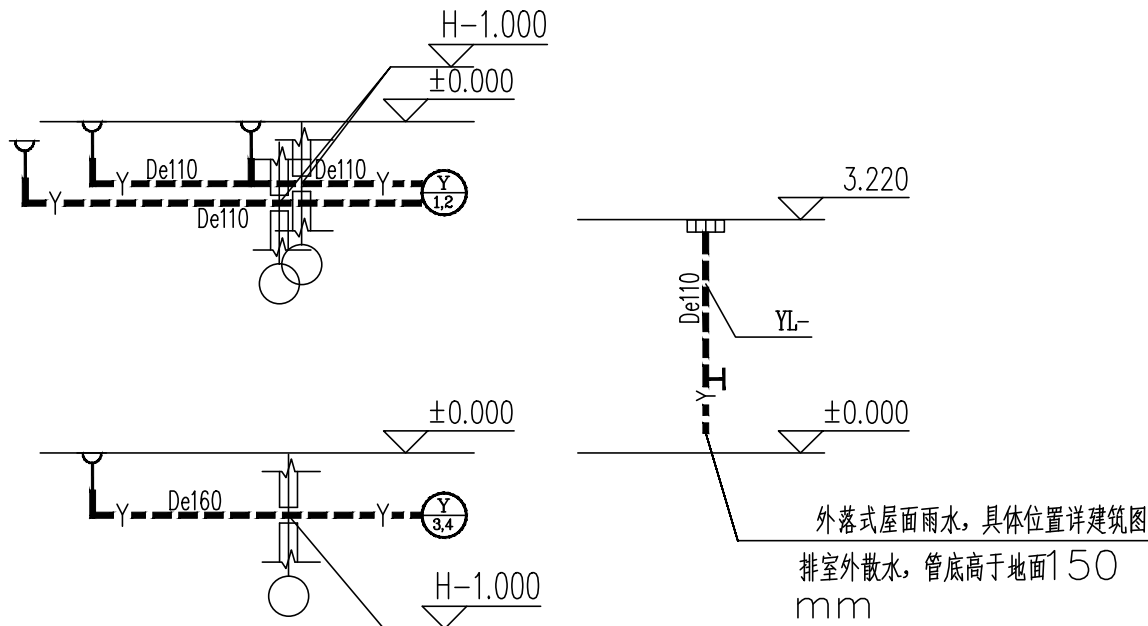 H-1.000
±0.000
De110
De110
Y
Y
Y
1,2
Y
De110
3.220
De110
YL-
Y
±0.000
±0.000
De160
Y
Y
Y
3,4
H-1.000
外落式屋面雨水，具体位置详建筑图
排室外散水，管底高于地面150
mm